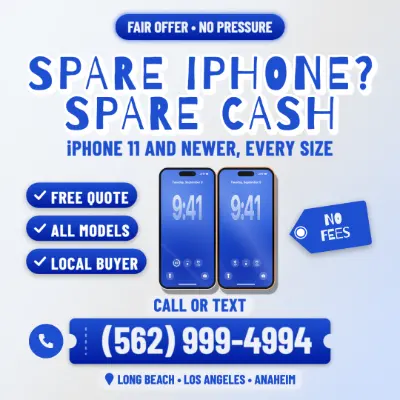 FAIR OFFER • NO PRESSURE
SPARE IPHONE?
SPARE CASH
iPHONE 11 AND NEWER, EVERY SIZE
FREE QUOTE
ALL MODELS
LOCAL BUYER
9:41
9:41
NO
FEES
CALL OR TEXT
(562) 999-4994
LONG BEACH • LOS ANGELES • ANAHEIM